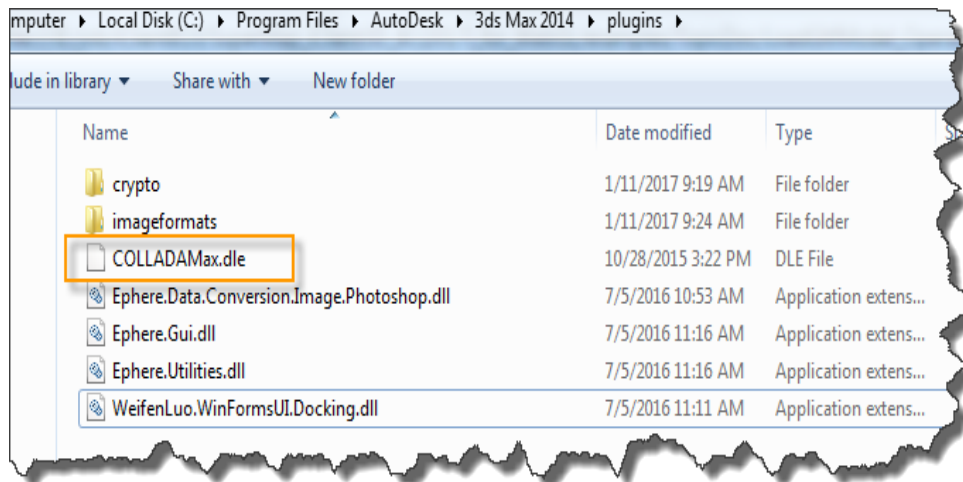 mputer ▸ Local Disk (C:) ▸ Program Files ▸ AutoDesk ▸ 3ds Max 2014 ▸ plugins ▸
lude in library ▼ Share with ▼ New folder
Name Date modified Type
crypto 1/11/2017 9:19 AM File folder
imageformats 1/11/2017 9:24 AM File folder
COLLADAMax.dle 10/28/2015 3:22 PM DLE File
Ephere.Data.Conversion.Image.Photoshop.dll 7/5/2016 10:53 AM Application extens...
Ephere.Gui.dll 7/5/2016 11:16 AM Application extens...
Ephere.Utilities.dll 7/5/2016 11:16 AM Application extens...
WeifenLuo.WinFormsUI.Docking.dll 7/5/2016 11:11 AM Application extens...